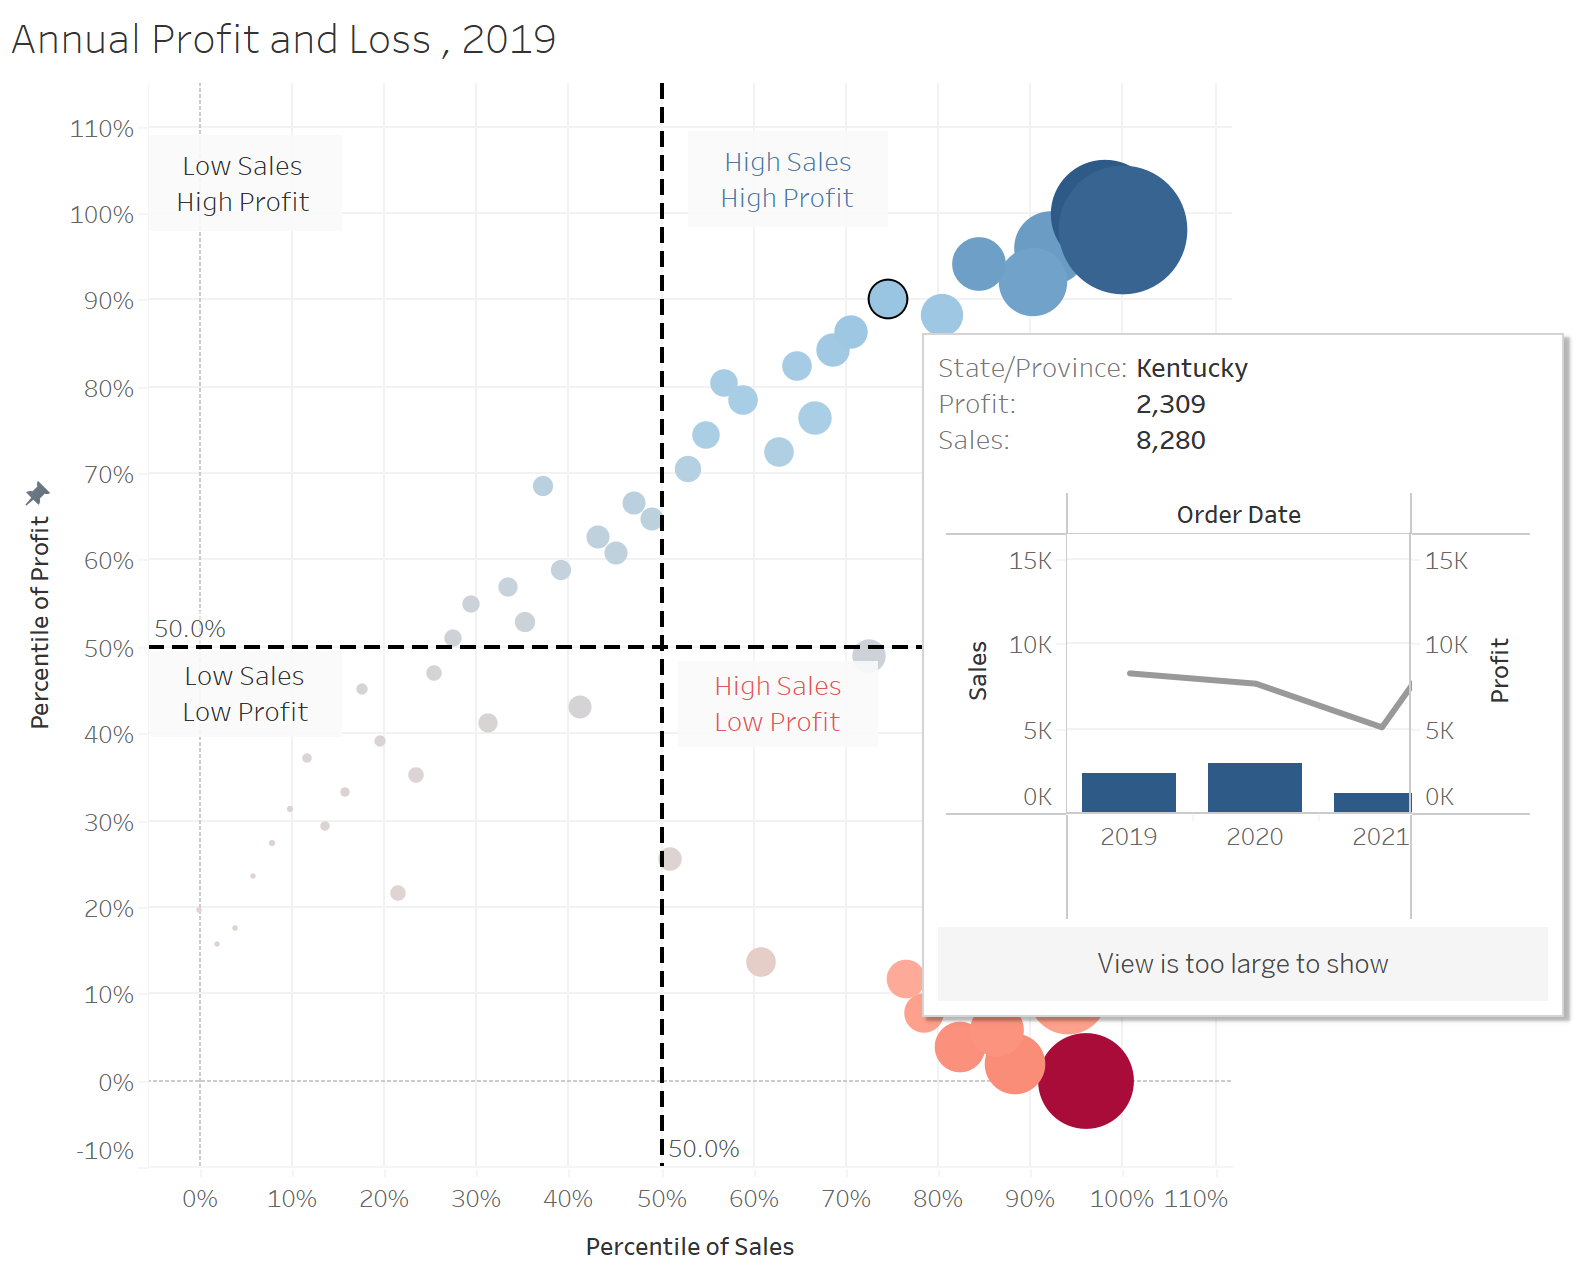 Annual Profit and Loss , 2019
110%
100%
90%
80%
70%
60%
50%
40%
30%
20%
10%
0%
-10%
Percentile of Profit
Low Sales
High Profit
High Sales
High Profit
50.0%
Low Sales
Low Profit
High Sales
Low Profit
50.0%
0% 10% 20% 30% 40% 50% 60% 70% 80% 90% 100% 110%
Percentile of Sales
State/Province: Kentucky
Profit: 2,309
Sales: 8,280
Order Date
15K
10K
5K
0K
Sales
15K
10K
5K
0K
Profit
2019 2020 2021
View is too large to show